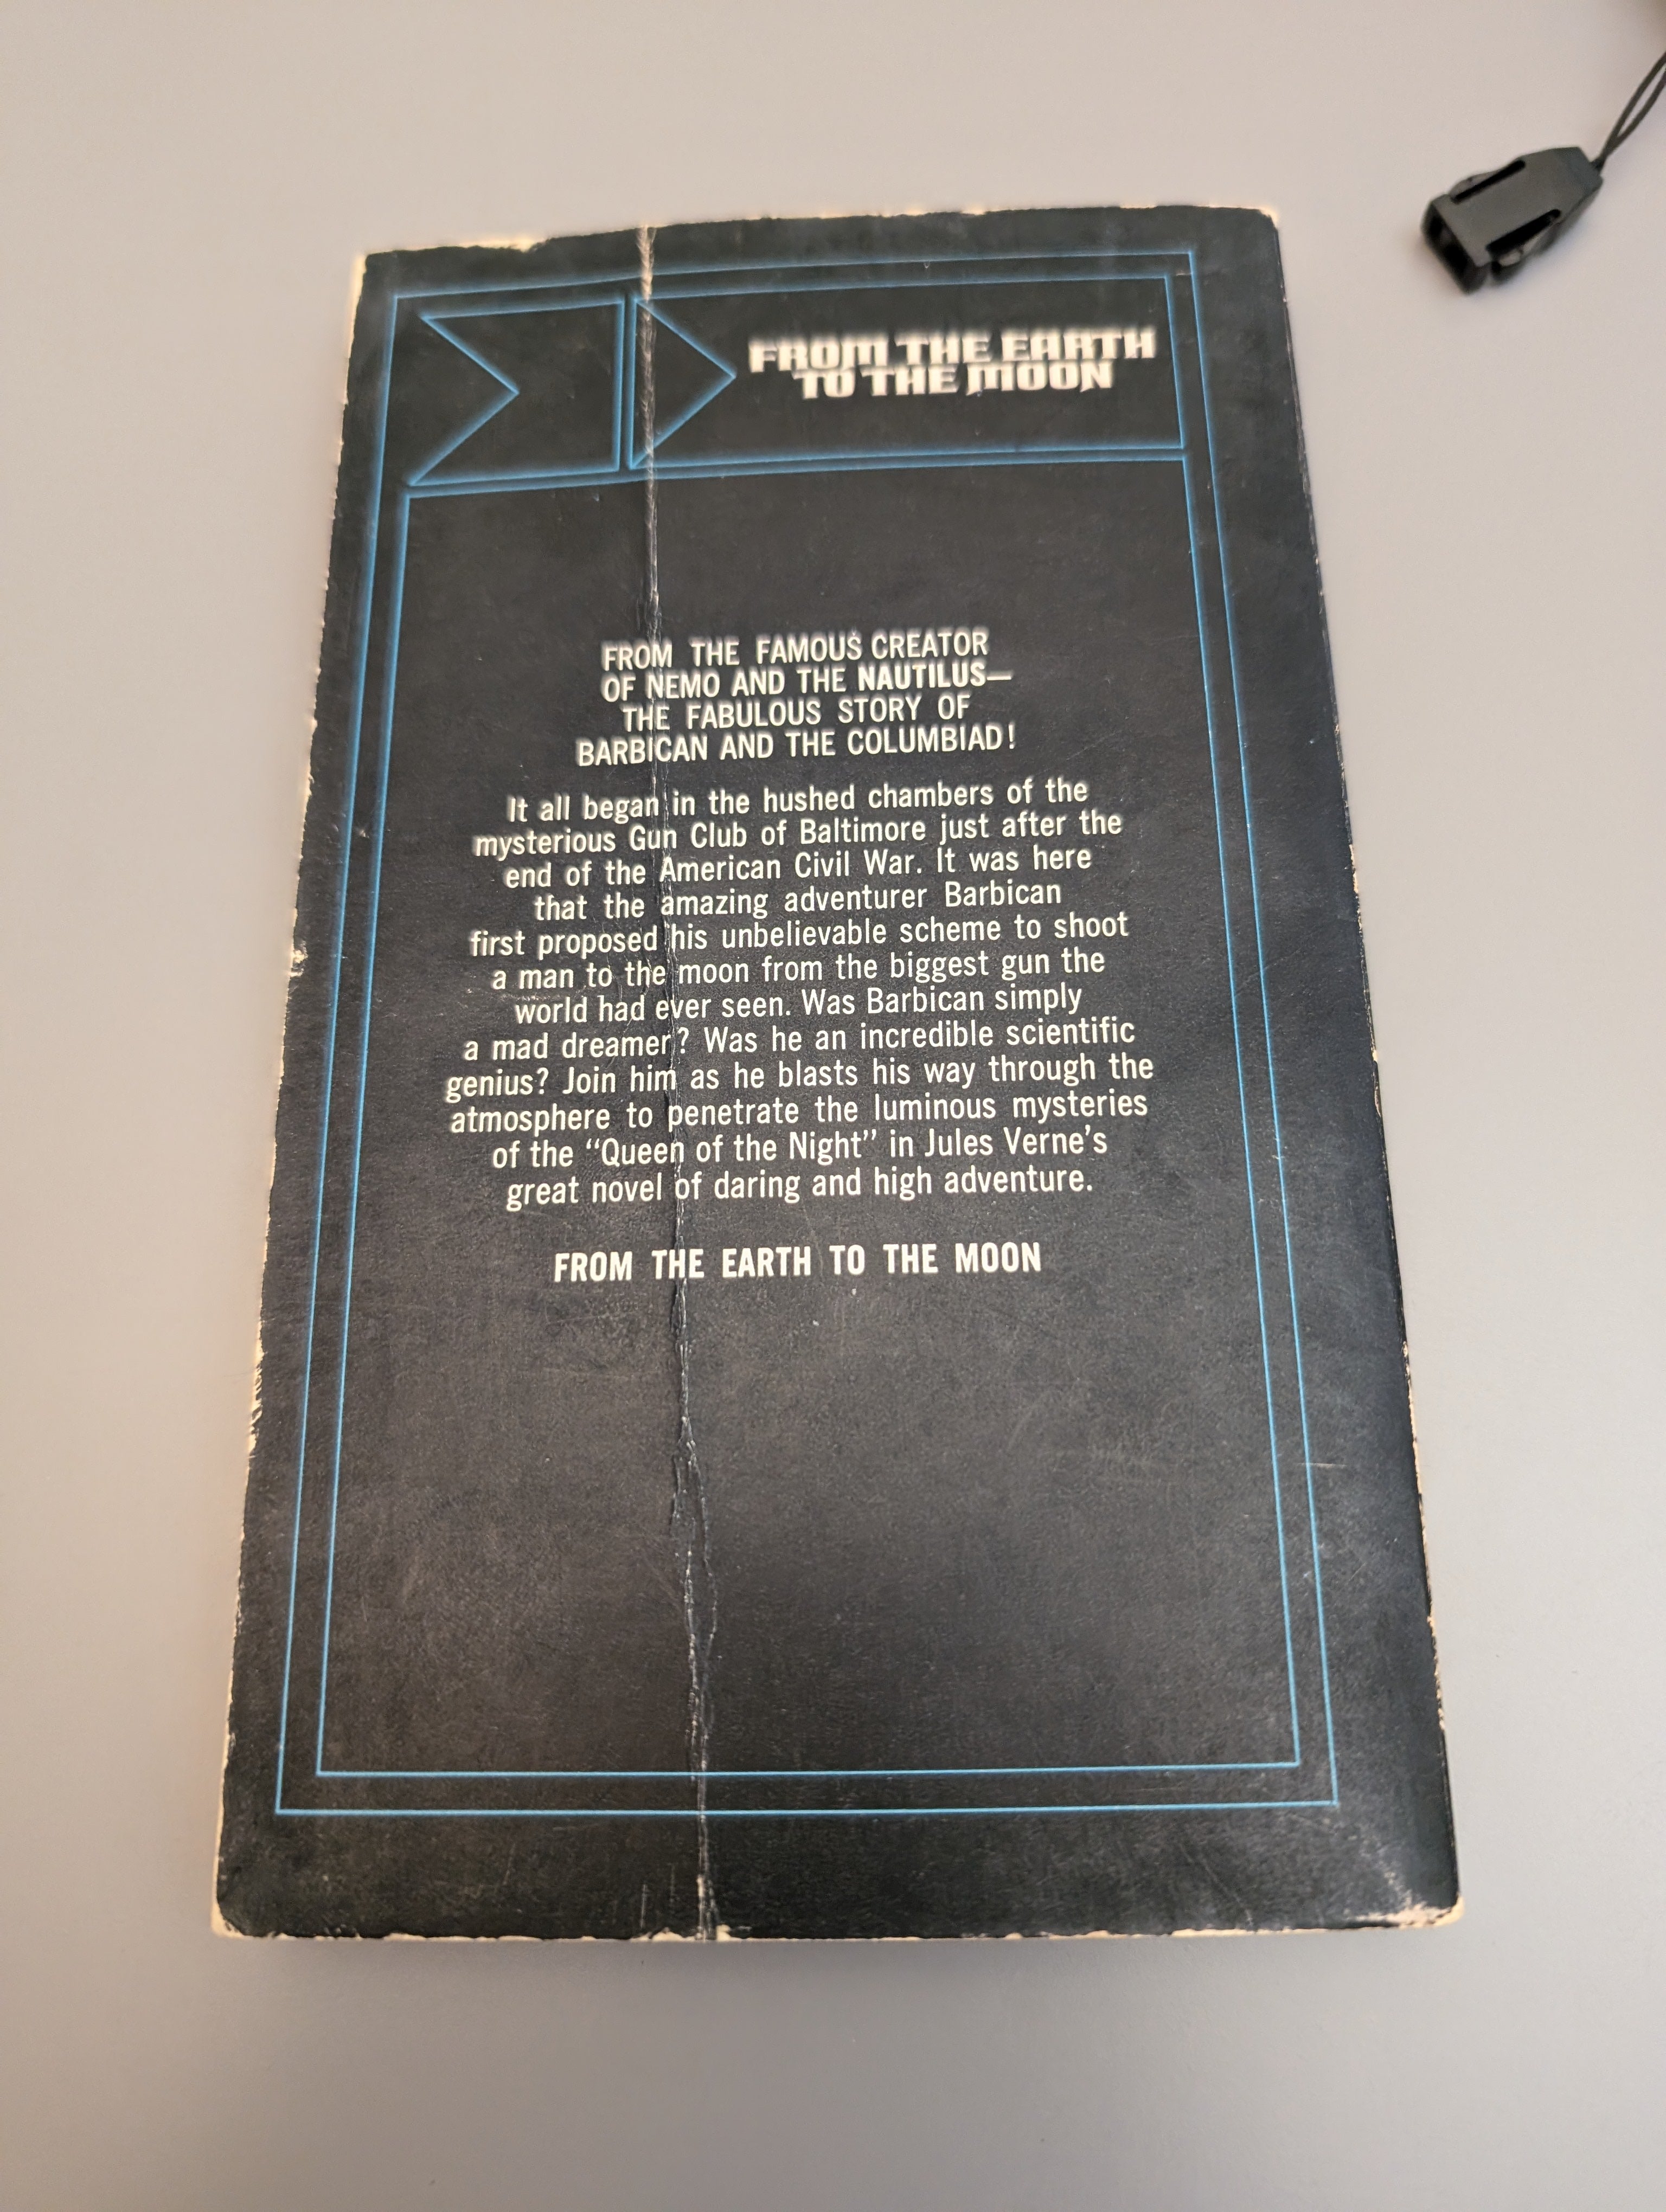 FROM THE EARTH
TO THE MOON
FROM THE FAMOUS CREATOR
OF NEMO AND THE NAUTILUS—
THE FABULOUS STORY OF
BARBICAN AND THE COLUMBIAD!
It all began in the hushed chambers of the
mysterious Gun Club of Baltimore just after the
end of the American Civil War. It was here
that the amazing adventurer Barbican
first proposed his unbelievable scheme to shoot
a man to the moon from the biggest gun the
world had ever seen. Was Barbican simply
a mad dreamer? Was he an incredible scientific
genius? Join him as he blasts his way through the
atmosphere to penetrate the luminous mysteries
of the “Queen of the Night” in Jules Verne’s
great novel of daring and high adventure.
FROM THE EARTH TO THE MOON